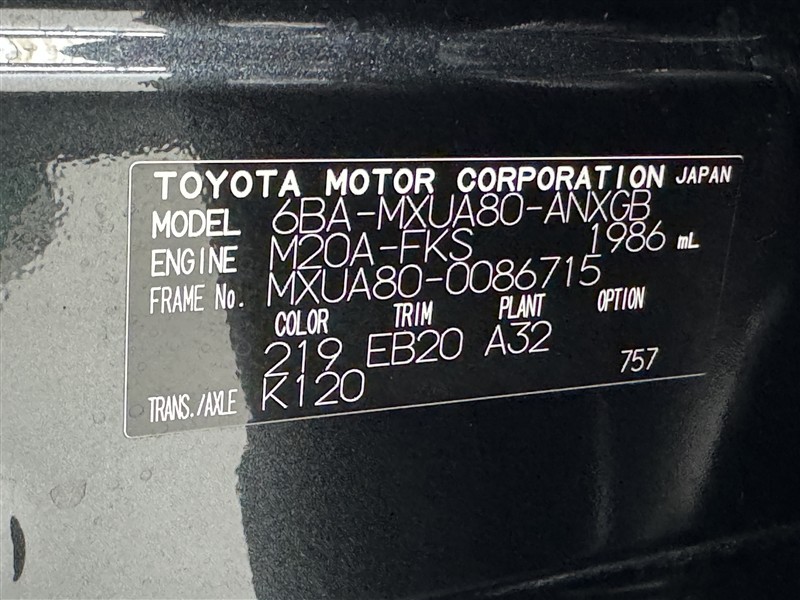 TOYOTA MOTOR CORPORATION JAPAN
MODEL 6BA-MXUA80-ANXGB
ENGINE M20A-FKS 1986 mL
FRAME No. MXUA80-0086715
COLOR TRIM PLANT OPTION
219 EB20 A32 757
TRANS./AXLE K120